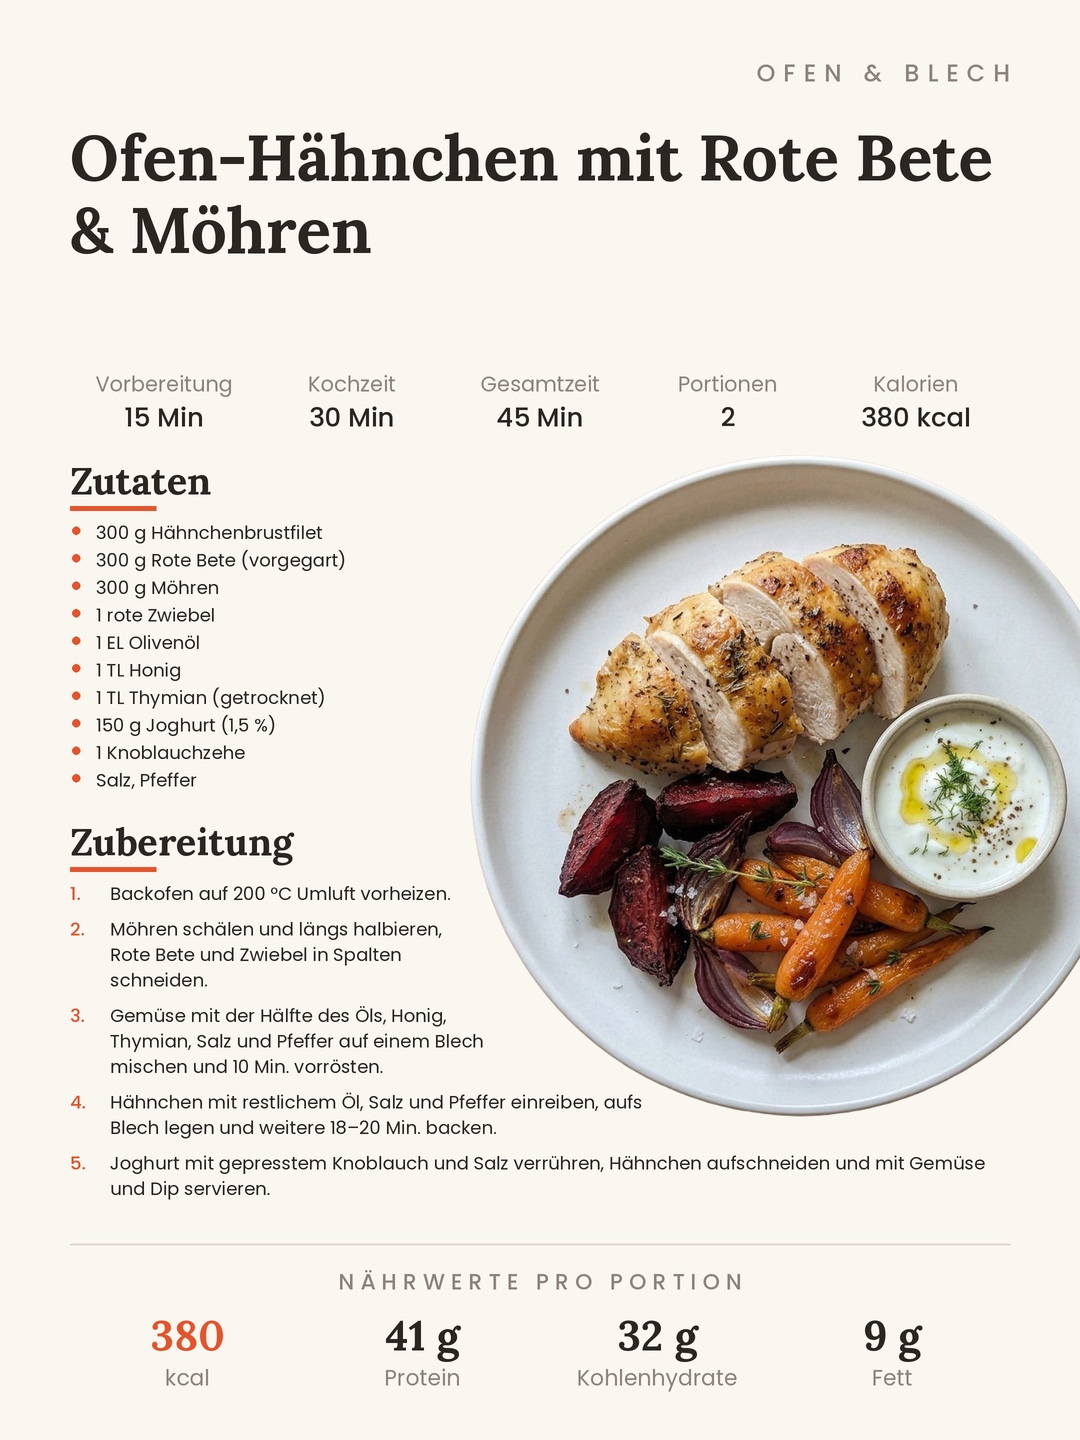 OFEN & BLECH
Ofen-Hähnchen mit Rote Bete
& Möhren
Vorbereitung
15 Min
Kochzeit
30 Min
Gesamtzeit
45 Min
Portionen
2
Kalorien
380 kcal
Zutaten
300 g Hähnchenbrustfilet
300 g Rote Bete (vorgegart)
300 g Möhren
1 rote Zwiebel
1 EL Olivenöl
1 TL Honig
1 TL Thymian (getrocknet)
150 g Joghurt (1,5 %)
1 Knoblauchzehe
Salz, Pfeffer
Zubereitung
1. Backofen auf 200 °C Umluft vorheizen.
2. Möhren schälen und längs halbieren,
Rote Bete und Zwiebel in Spalten
schneiden.
3. Gemüse mit der Hälfte des Öls, Honig,
Thymian, Salz und Pfeffer auf einem Blech
mischen und 10 Min. vorrösten.
4. Hähnchen mit restlichem Öl, Salz und Pfeffer einreiben, aufs
Blech legen und weitere 18–20 Min. backen.
5. Joghurt mit gepresstem Knoblauch und Salz verrühren, Hähnchen aufschneiden und mit Gemüse
und Dip servieren.
NÄHRWERTE PRO PORTION
380
kcal
41 g
Protein
32 g
Kohlenhydrate
9 g
Fett